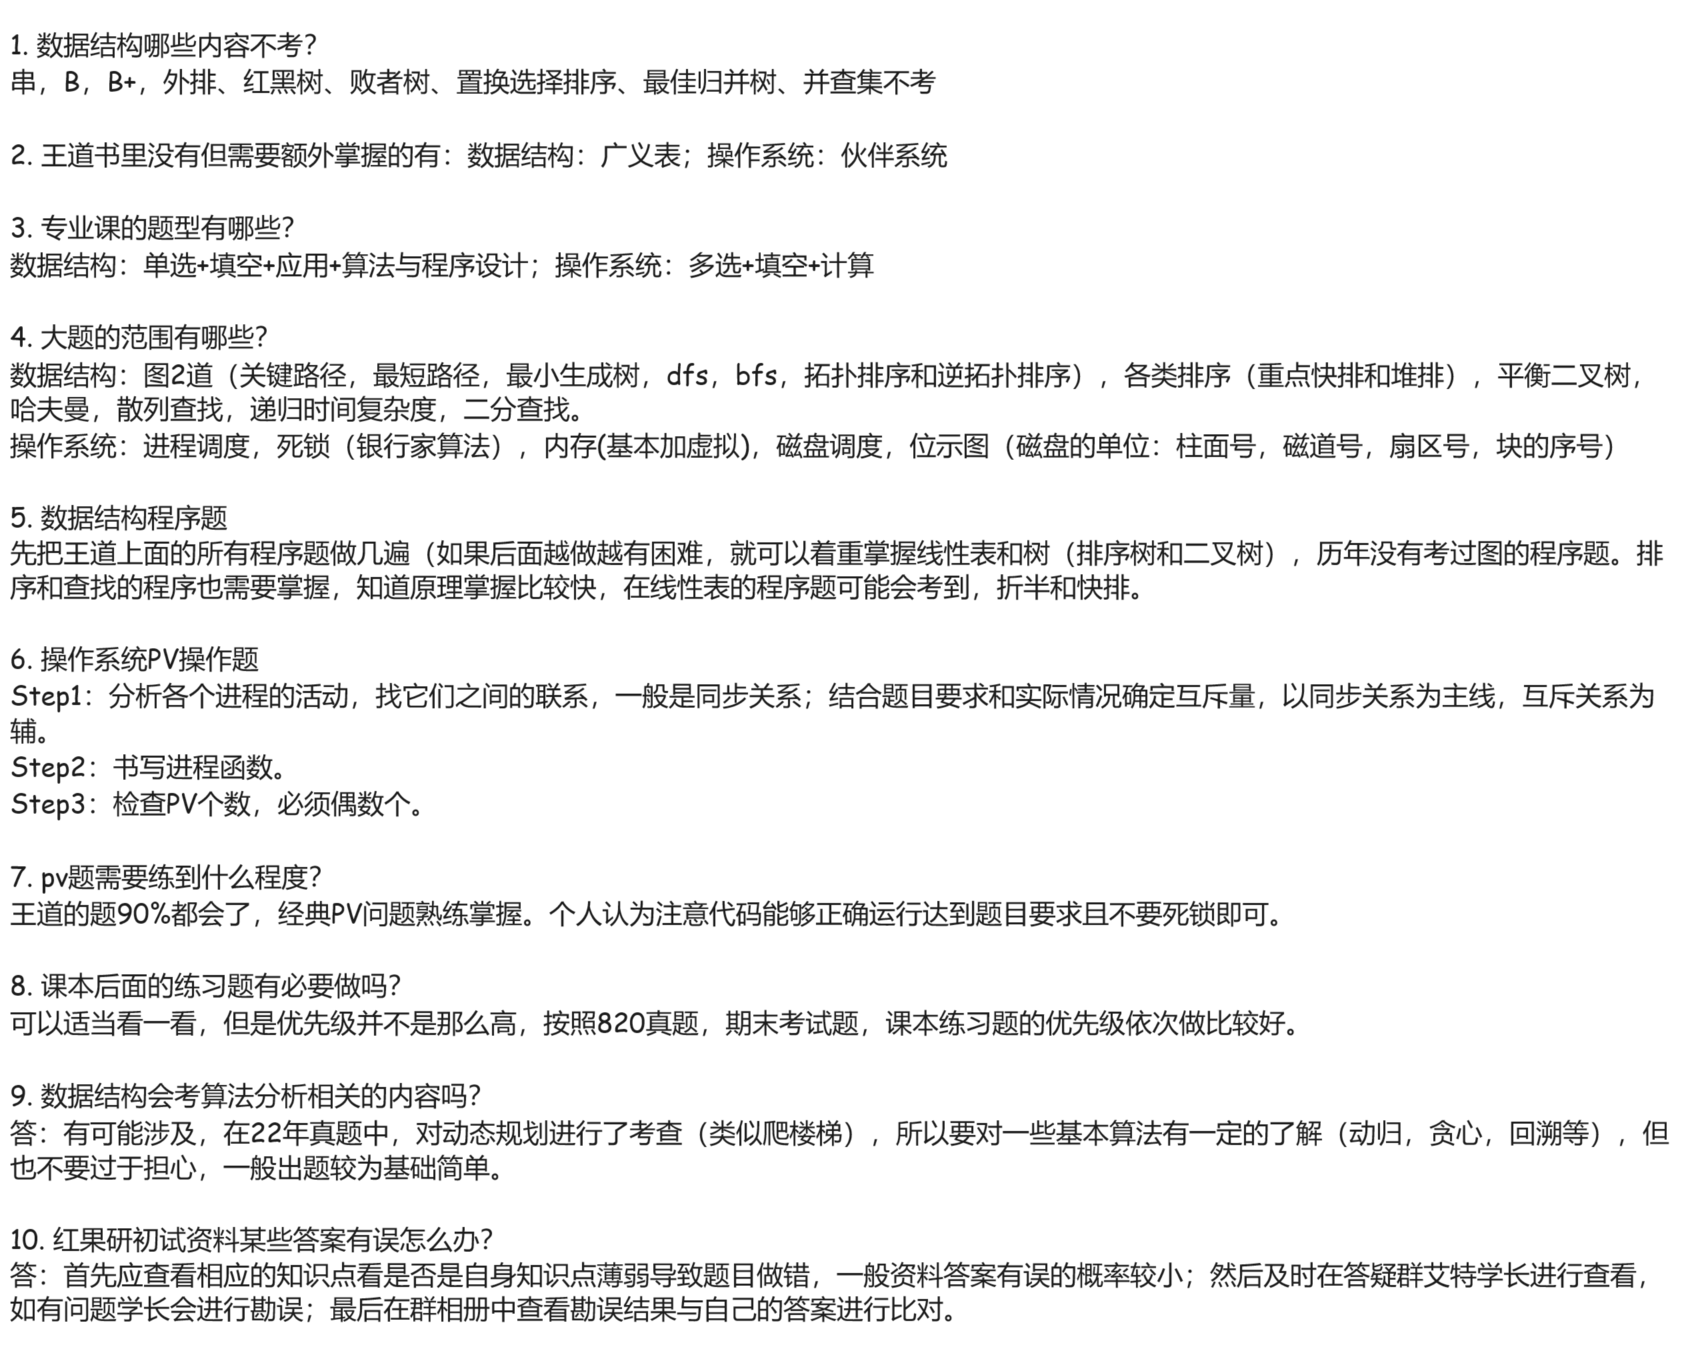 1. 数据结构哪些内容不考？
串，B，B+，外排、红黑树、败者树、置换选择排序、最佳归并树、并查集不考
2. 王道书里没有但需要额外掌握的有：数据结构：广义表；操作系统：伙伴系统
3. 专业课的题型有哪些？
数据结构：单选+填空+应用+算法与程序设计；操作系统：多选+填空+计算
4. 大题的范围有哪些？
数据结构：图2道（关键路径，最短路径，最小生成树，dfs，bfs，拓扑排序和逆拓扑排序），各类排序（重点快排和堆排），平衡二叉树，
哈夫曼，散列查找，递归时间复杂度，二分查找。
操作系统：进程调度，死锁（银行家算法），内存(基本加虚拟)，磁盘调度，位示图（磁盘的单位：柱面号，磁道号，扇区号，块的序号）
5. 数据结构程序题
先把王道上面的所有程序题做几遍（如果后面越做越有困难，就可以着重掌握线性表和树（排序树和二叉树），历年没有考过图的程序题。排
序和查找的程序也需要掌握，知道原理掌握比较快，在线性表的程序题可能会考到，折半和快排。
6. 操作系统PV操作题
Step1：分析各个进程的活动，找它们之间的联系，一般是同步关系；结合题目要求和实际情况确定互斥量，以同步关系为主线，互斥关系为
辅。
Step2：书写进程函数。
Step3：检查PV个数，必须偶数个。
7. pv题需要练到什么程度？
王道的题90%都会了，经典PV问题熟练掌握。个人认为注意代码能够正确运行达到题目要求且不要死锁即可。
8. 课本后面的练习题有必要做吗？
可以适当看一看，但是优先级并不是那么高，按照820真题，期末考试题，课本练习题的优先级依次做比较好。
9. 数据结构会考算法分析相关的内容吗？
答：有可能涉及，在22年真题中，对动态规划进行了考查（类似爬楼梯），所以要对一些基本算法有一定的了解（动归，贪心，回溯等），但
也不要过于担心，一般出题较为基础简单。
10. 红果研初试资料某些答案有误怎么办？
答：首先应查看相应的知识点看是否是自身知识点薄弱导致题目做错，一般资料答案有误的概率较小；然后及时在答疑群艾特学长进行查看，
如有问题学长会进行勘误；最后在群相册中查看勘误结果与自己的答案进行比对。